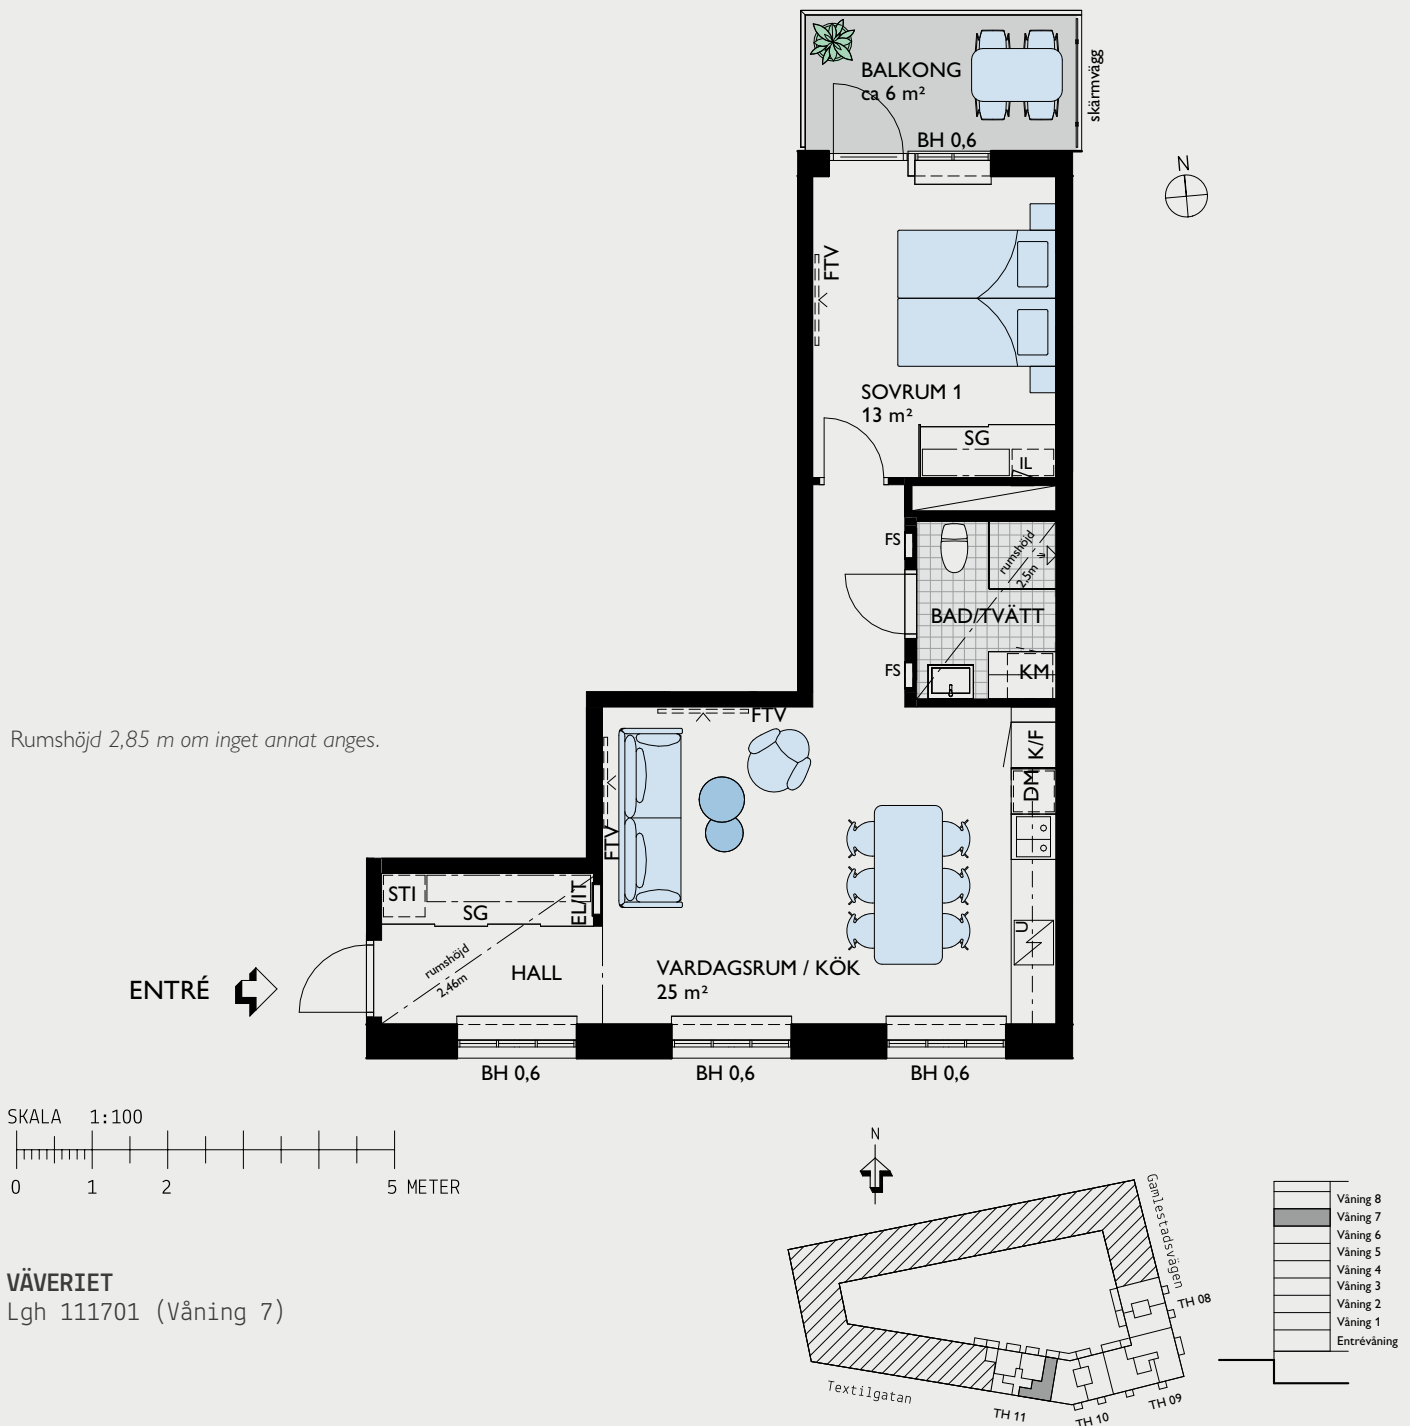 BALKONG
ca 6 m²
skärmvägg
BH 0,6
N
FTV
SOVRUM 1
13 m²
SG
IL
FS
rumshöjd
2,5m
BAD/TVÄTT
FS
KM
FTV
Rumshöjd 2,85 m om inget annat anges.
K/F
DM
FTV
STI
SG
EL/IT
U
rumshöjd
2,46m
HALL
VARDAGSRUM / KÖK
25 m²
ENTRÉ
BH 0,6
BH 0,6
BH 0,6
SKALA 1:100
0 1 2 5 METER
N
Gamlestadsvägen
Våning 8
Våning 7
Våning 6
Våning 5
Våning 4
Våning 3
Våning 2
Våning 1
Entrévåning
VÄVERIET
Lgh 111701 (Våning 7)
TH 08
Textilgatan
TH 11
TH 10
TH 09